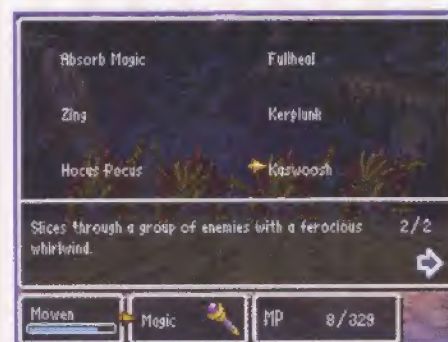 Absorb Magic Fullheal
Zing Kerplunk
Hocus Pocus Kaswoosh
Slices through a group of enemies with a ferocious 2/2
whirlwind.
Mowen Magic MP 8/329